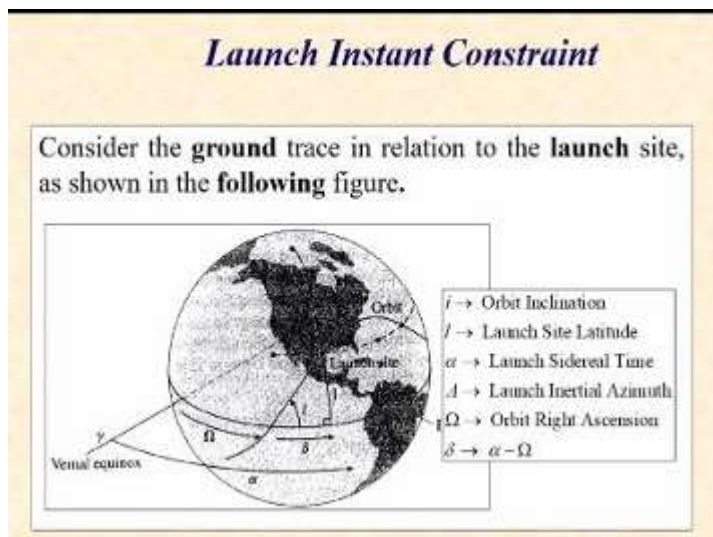 Launch Instant Constraint
Consider the ground trace in relation to the launch site,
as shown in the following figure.
Orbit
Launch site
i
l
Ω
δ
γ
Vernal equinox
α
i → Orbit Inclination
l → Launch Site Latitude
α → Launch Sidereal Time
A → Launch Inertial Azimuth
Ω → Orbit Right Ascension
δ → α − Ω